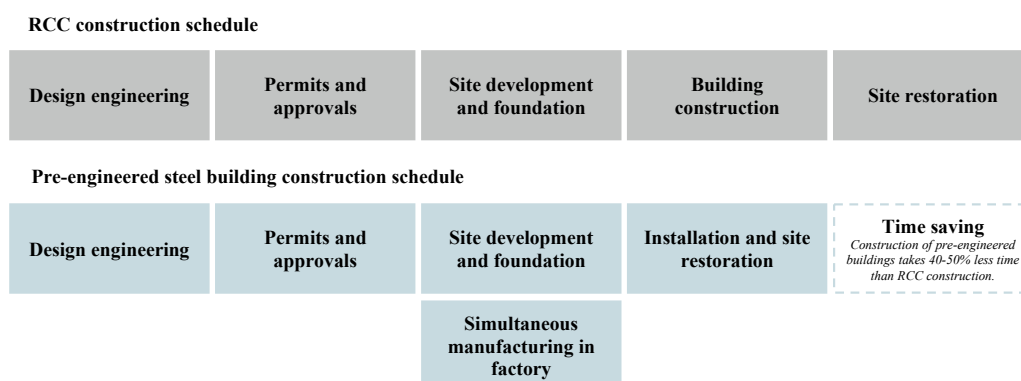 RCC construction schedule
Design engineering
Permits and
approvals
Site development
and foundation
Building
construction
Site restoration
Pre-engineered steel building construction schedule
Design engineering
Permits and
approvals
Site development
and foundation
Installation and site
restoration
Time saving
Construction of pre-engineered
buildings takes 40-50% less time
than RCC construction.
Simultaneous
manufacturing in
factory